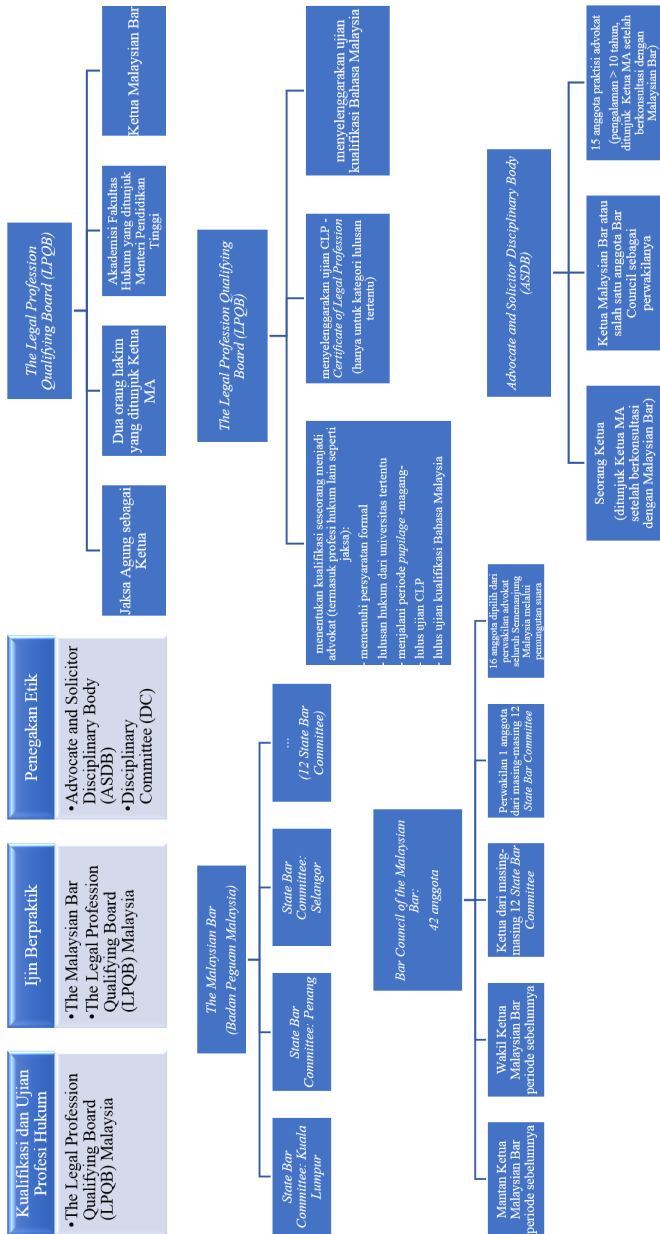 Kualifikasi dan Ujian
Profesi Hukum
•The Legal Profession
Qualifying Board
(LPQB) Malaysia
Ijin Berpraktik
•The Malaysian Bar
•The Legal Profession
Qualifying Board
(LPQB) Malaysia
Penegakan Etik
•Advocate and Solicitor
Disciplinary Body
(ASDB)
•Disciplinary
Committee (DC)
The Legal Profession
Qualifying Board (LPQB)
Jaksa Agung sebagai
Ketua
Dua orang hakim
yang ditunjuk Ketua
MA
Akademisi Fakultas
Hukum yang ditunjuk
Menteri Pendidikan
Tinggi
Ketua Malaysian Bar
The Malaysian Bar
(Badan Peguam Malaysia)
State Bar
Committee: Kuala
Lumpur
State Bar
Committee: Penang
State Bar
Committee:
Selangor
…
(12 State Bar
Committee)
The Legal Profession Qualifying
Board (LPQB)
menentukan kualifikasi seseorang menjadi
advokat (termasuk profesi hukum lain seperti
jaksa):
- memenuhi persyaratan formal
- lulusan hukum dari universitas tertentu
- menjalani periode pupilage -magang-
- lulus ujian CLP
- lulus ujian kualifikasi Bahasa Malaysia
menyelenggarakan ujian CLP -
Certificate of Legal Profession
(hanya untuk kategori lulusan
tertentu)
menyelenggarakan ujian
kualifikasi Bahasa Malaysia
Bar Council of the Malaysian
Bar:
42 anggota
Mantan Ketua
Malaysian Bar
periode sebelumnya
Wakil Ketua
Malaysian Bar
periode sebelumnya
Ketua dari masing-
masing 12 State Bar
Committee
Perwakilan 1 anggota
dari masing-masing 12
State Bar Committee
16 anggota dipilih dari
perwakilan advokat
seluruh Semenanjung
Malaysia melalui
pemungutan suara
Advocate and Solicitor Disciplinary Body
(ASDB)
Seorang Ketua
(ditunjuk Ketua MA
setelah berkonsultasi
dengan Malaysian Bar)
Ketua Malaysian Bar atau
salah satu anggota Bar
Council sebagai
perwakilanya
15 anggota praktisi advokat
(pengalaman > 10 tahun,
ditunjuk Ketua MA setelah
berkonsultasi dengan
Malaysian Bar)